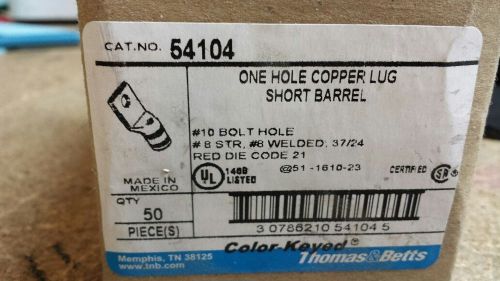 CAT.NO. 54104
ONE HOLE COPPER LUG
SHORT BARREL
#10 BOLT HOLE
#8 STR, #8 WELDED, 37/24
RED DIE CODE 21
UL 146B LISTED
@51-1610-23
CERTIFIED SA
MADE IN
MEXICO
QTY
50
PIECE(S)
3 0786210 54104 5
Color-Keyed®
Memphis, TN 38125
www.tnb.com
Thomas&Betts